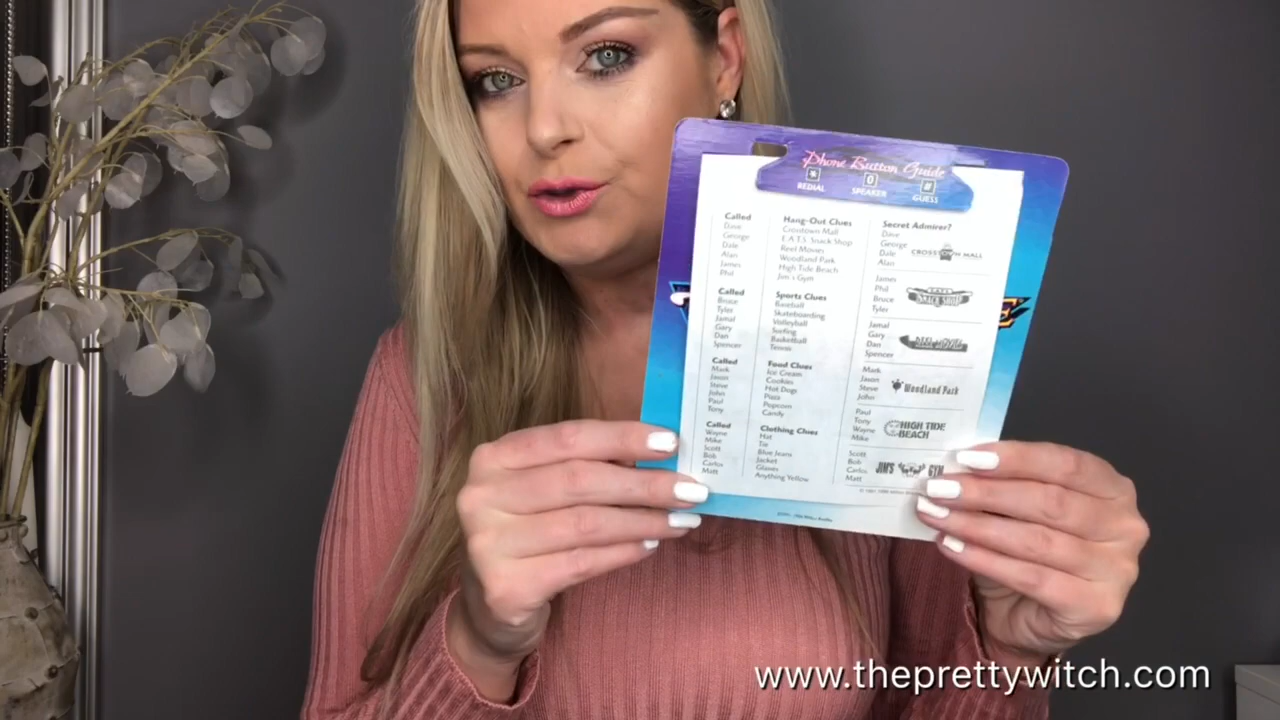 Phone Button Guide
* 0 #
REDIAL SPEAKER GUESS
Called
Dave
George
Dale
Alan
James
Phil
Hang-Out Clues
Crosstown Mall
E.A.T.S. Snack Shop
Reel Movies
Woodland Park
High Tide Beach
Jim's Gym
Called
Bruce
Tyler
Jamal
Gary
Dan
Spencer
Sports Clues
Baseball
Skateboarding
Volleyball
Surfing
Basketball
Tennis
Called
Mark
Jason
Steve
John
Paul
Tony
Food Clues
Ice Cream
Cookies
Hot Dogs
Pizza
Popcorn
Candy
Called
Wayne
Mike
Scott
Bob
Carlos
Matt
Clothing Clues
Hat
Tie
Blue Jeans
Jacket
Glasses
Anything Yellow
Secret Admirer?
Dave
George
Dale
Alan
CROSSTOWN MALL
James
Phil
Bruce
Tyler
EATS
SNACK SHOP
Jamal
Gary
Dan
Spencer
REEL MOVIES
Mark
Jason
Steve
John
Woodland Park
Paul
Tony
Wayne
Mike
HIGH TIDE
BEACH
Scott
Bob
Carlos
Matt
JIM'S GYM
www.theprettywitch.com